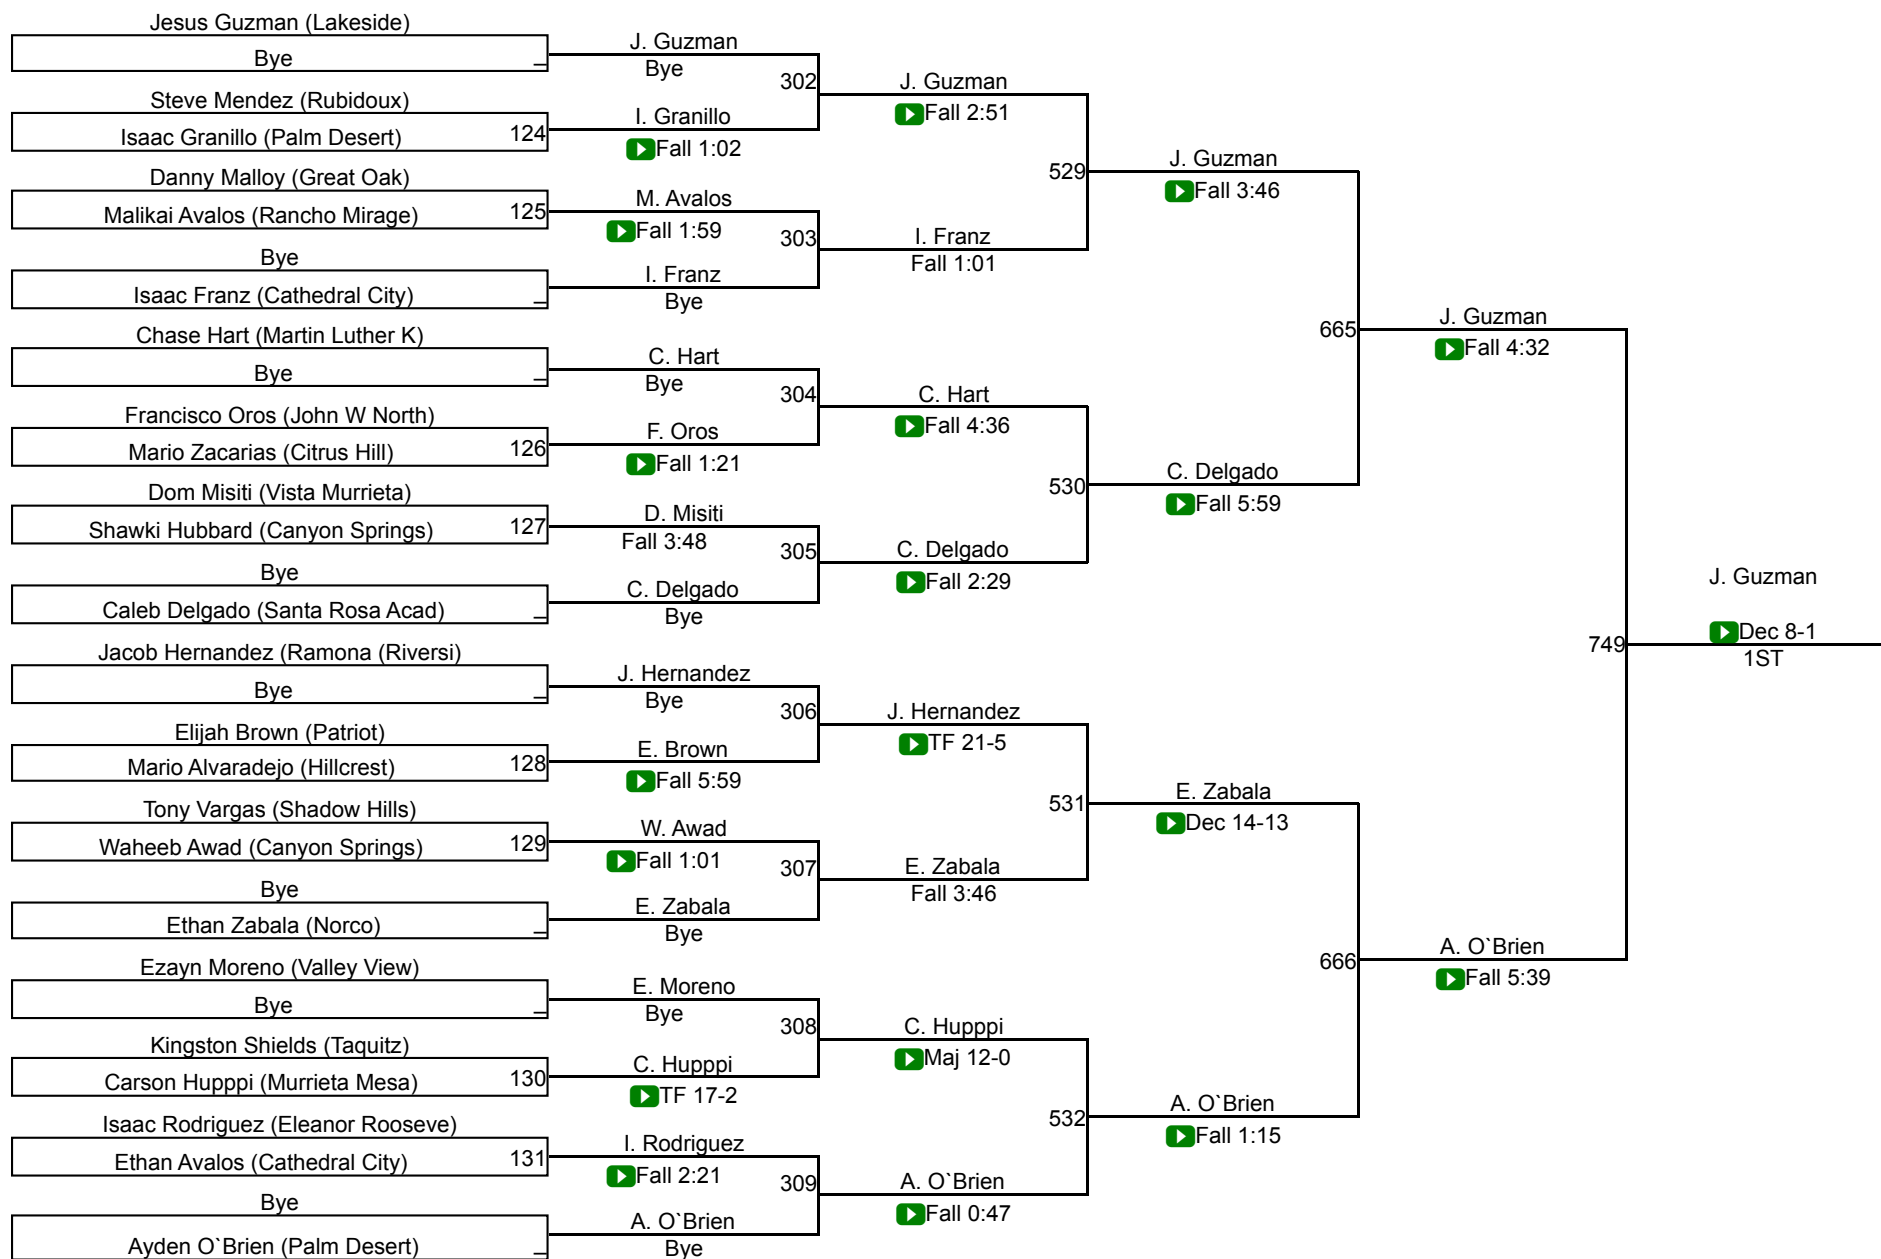 Jesus Guzman (Lakeside)
Bye
J. Guzman
Bye
302
J. Guzman
Fall 2:51
Steve Mendez (Rubidoux)
Isaac Granillo (Palm Desert)
124
I. Granillo
Fall 1:02
529
J. Guzman
Fall 3:46
Danny Malloy (Great Oak)
Malikai Avalos (Rancho Mirage)
125
M. Avalos
Fall 1:59
303
I. Franz
Fall 1:01
Bye
Isaac Franz (Cathedral City)
I. Franz
Bye
665
J. Guzman
Fall 4:32
Chase Hart (Martin Luther K)
Bye
C. Hart
Bye
304
C. Hart
Fall 4:36
Francisco Oros (John W North)
Mario Zacarias (Citrus Hill)
126
F. Oros
Fall 1:21
530
C. Delgado
Fall 5:59
Dom Misiti (Vista Murrieta)
Shawki Hubbard (Canyon Springs)
127
D. Misiti
Fall 3:48
305
C. Delgado
Fall 2:29
Bye
Caleb Delgado (Santa Rosa Acad)
C. Delgado
Bye
749
J. Guzman
Dec 8-1
1ST
Jacob Hernandez (Ramona (Riversi)
Bye
J. Hernandez
Bye
306
J. Hernandez
TF 21-5
Elijah Brown (Patriot)
Mario Alvaradejo (Hillcrest)
128
E. Brown
Fall 5:59
531
E. Zabala
Dec 14-13
Tony Vargas (Shadow Hills)
Waheeb Awad (Canyon Springs)
129
W. Awad
Fall 1:01
307
E. Zabala
Fall 3:46
Bye
Ethan Zabala (Norco)
E. Zabala
Bye
666
A. O`Brien
Fall 5:39
Ezayn Moreno (Valley View)
Bye
E. Moreno
Bye
308
C. Hupppi
Maj 12-0
Kingston Shields (Taquitz)
Carson Hupppi (Murrieta Mesa)
130
C. Hupppi
TF 17-2
532
A. O`Brien
Fall 1:15
Isaac Rodriguez (Eleanor Rooseve)
Ethan Avalos (Cathedral City)
131
I. Rodriguez
Fall 2:21
309
A. O`Brien
Fall 0:47
Bye
Ayden O`Brien (Palm Desert)
A. O`Brien
Bye